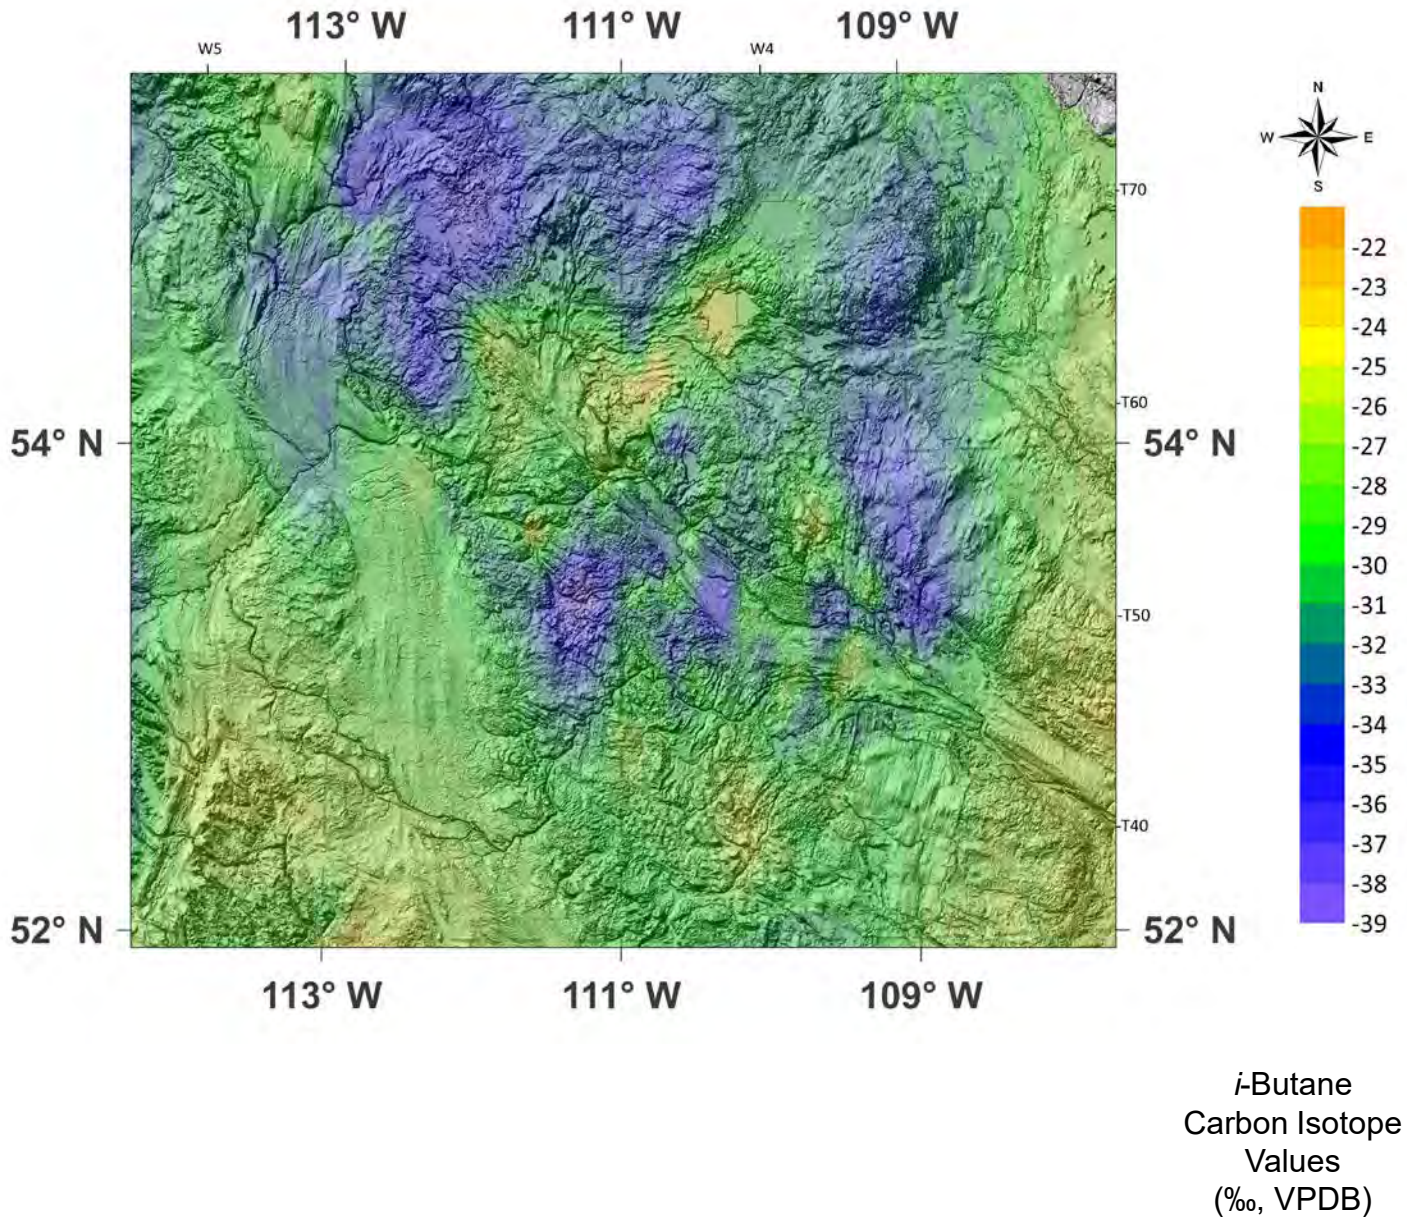 113° W 111° W 109° W
W5 W4
N
W E
S
T70
-22
-23
-24
-25
-26
-27
-28
-29
-30
-31
-32
-33
-34
-35
-36
-37
-38
-39
T60
54° N 54° N
T50
T40
52° N 52° N
113° W 111° W 109° W
i-Butane
Carbon Isotope
Values
(‰, VPDB)